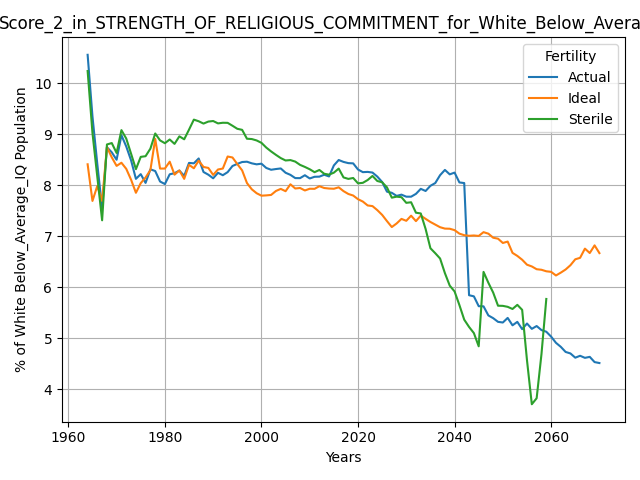 Score_2_in_STRENGTH_OF_RELIGIOUS_COMMITMENT_for_White_Below_Avera
% of White Below_Average_IQ Population
10
9
8
7
6
5
4
1960 1980 2000 2020 2040 2060
Years
Fertility
Actual
Ideal
Sterile